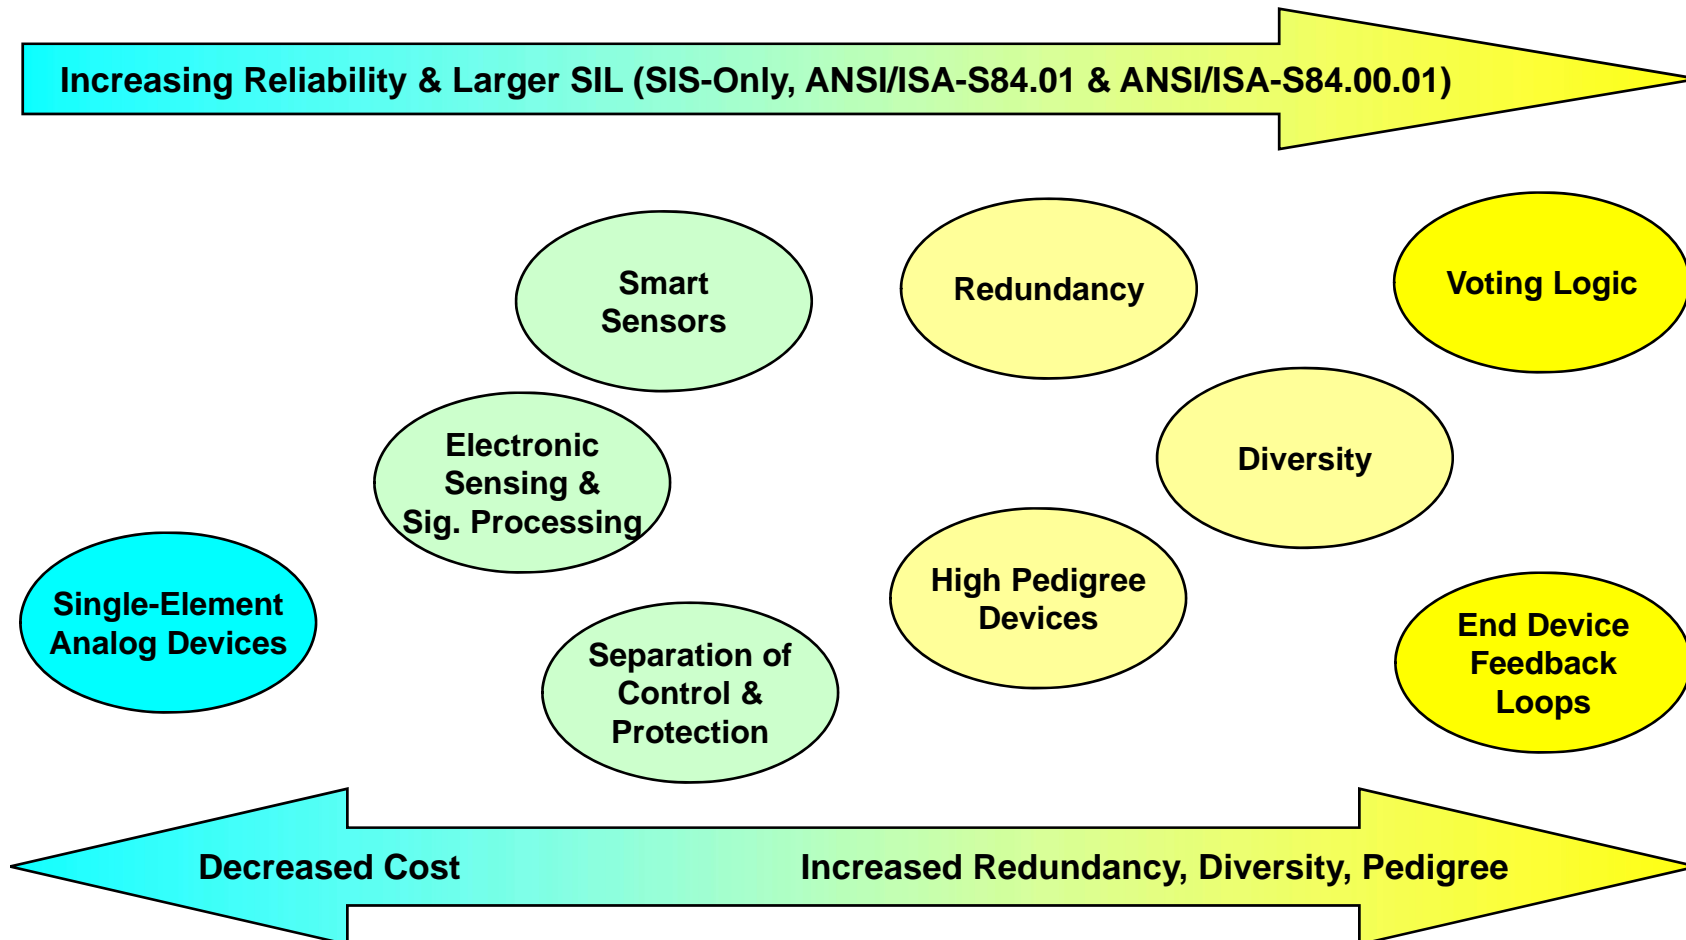 Increasing Reliability & Larger SIL (SIS-Only, ANSI/ISA-S84.01 & ANSI/ISA-S84.00.01)
Smart
Sensors
Redundancy
Voting Logic
Electronic
Sensing &
Sig. Processing
Diversity
Single-Element
Analog Devices
High Pedigree
Devices
Separation of
Control &
Protection
End Device
Feedback
Loops
Decreased Cost
Increased Redundancy, Diversity, Pedigree